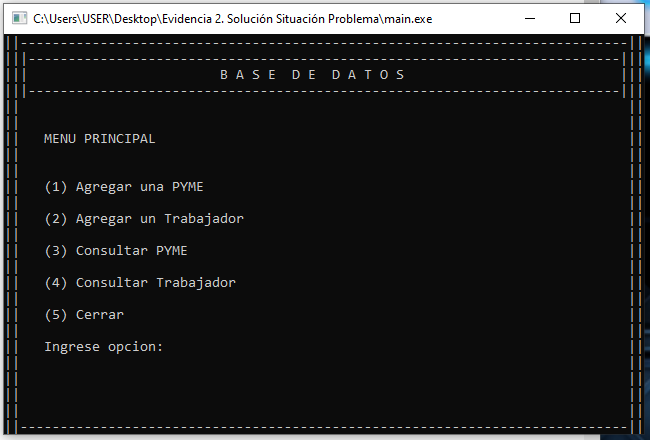 C:\Users\USER\Desktop\Evidencia 2. Solución Situación Problema\main.exe
B A S E  D E  D A T O S
MENU PRINCIPAL
(1) Agregar una PYME
(2) Agregar un Trabajador
(3) Consultar PYME
(4) Consultar Trabajador
(5) Cerrar
Ingrese opcion: